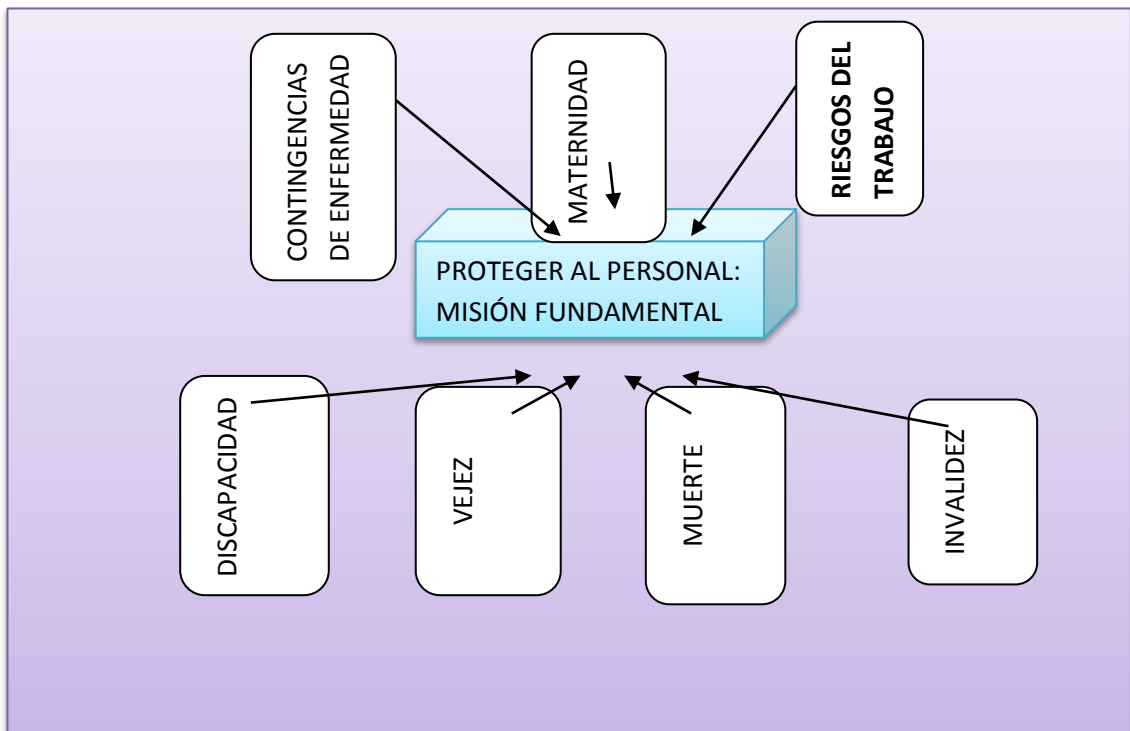 CONTINGENCIAS
DE ENFERMEDAD
MATERNIDAD
RIESGOS DEL
TRABAJO
PROTEGER AL PERSONAL:
MISIÓN FUNDAMENTAL
DISCAPACIDAD
VEJEZ
MUERTE
INVALIDEZ